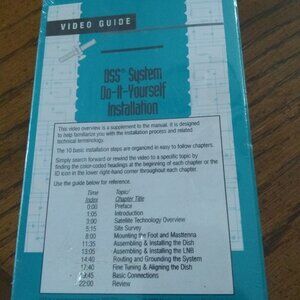 VIDEO GUIDE
DSS® System
Do-It-Yourself
Installation
This video overview is a supplement to the manual. It is designed
to help familiarize you with the installation process and related
technical terminology.
The 10 basic installation steps are organized in easy to follow chapters.
Simply search forward or rewind the video to a specific topic by
finding the color-coded headings at the beginning of each chapter or the
ID icon in the lower right-hand corner throughout each chapter.
Use the guide below for reference.
Time Topic/
Index Chapter Title
0:00 Preface
1:05 Introduction
3:00 Satellite Technology Overview
5:15 Site Survey
8:00 Mounting the Foot and Mast/tenna
11:35 Assembling & Installing the Dish
13:05 Assembling & Installing the LNB
14:40 Routing and Grounding the System
17:40 Fine Tuning & Aligning the Dish
19:45 Basic Connections
22:00 Review